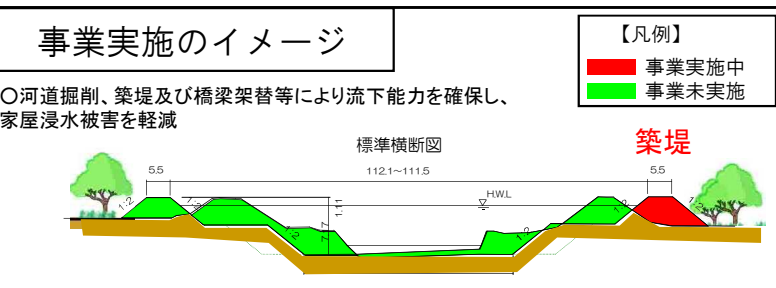 事業実施のイメージ
【凡例】
事業実施中
事業未実施
〇河道掘削、築堤及び橋梁架替等により流下能力を確保し、
家屋浸水被害を軽減
標準横断図
築堤
5.5
112.1~111.5
5.5
H.W.L
1:2
1:2
1:2
1.11
1:2
1:2